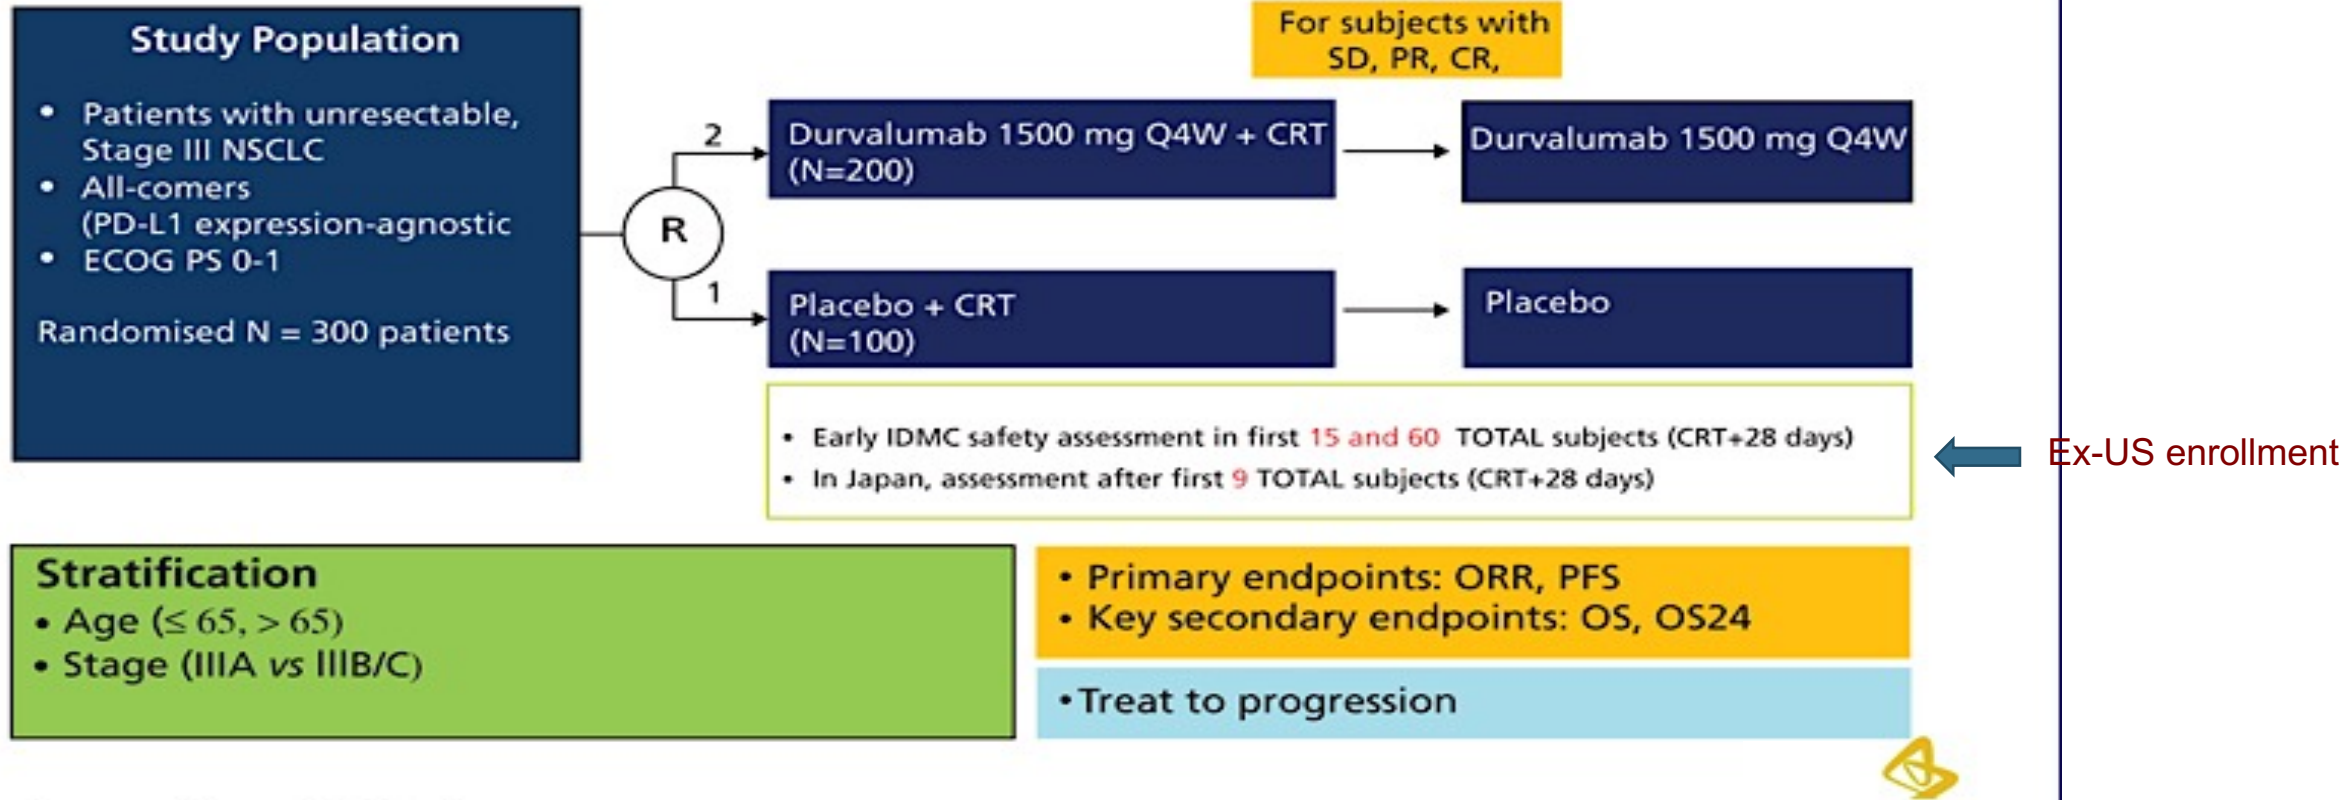 Study Population
• Patients with unresectable,
Stage III NSCLC
• All-comers
(PD-L1 expression-agnostic
• ECOG PS 0-1
Randomised N = 300 patients
R
2
1
For subjects with
SD, PR, CR,
Durvalumab 1500 mg Q4W + CRT
(N=200)
Durvalumab 1500 mg Q4W
Placebo + CRT
(N=100)
Placebo
• Early IDMC safety assessment in first 15 and 60 TOTAL subjects (CRT+28 days)
• In Japan, assessment after first 9 TOTAL subjects (CRT+28 days)
Ex-US enrollment
Stratification
• Age (≤ 65, > 65)
• Stage (IIIA vs IIIB/C)
• Primary endpoints: ORR, PFS
• Key secondary endpoints: OS, OS24
•Treat to progression